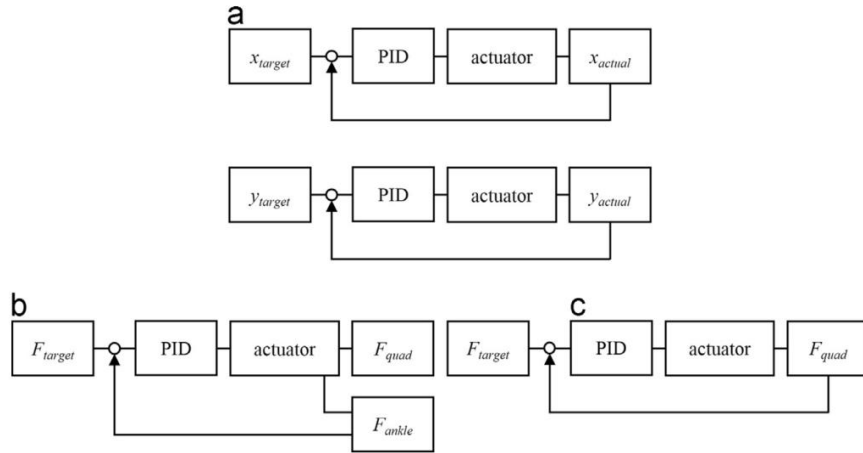 a
x_target PID actuator x_actual
y_target PID actuator y_actual
b c
F_target PID actuator F_quad F_target PID actuator F_quad
F_ankle